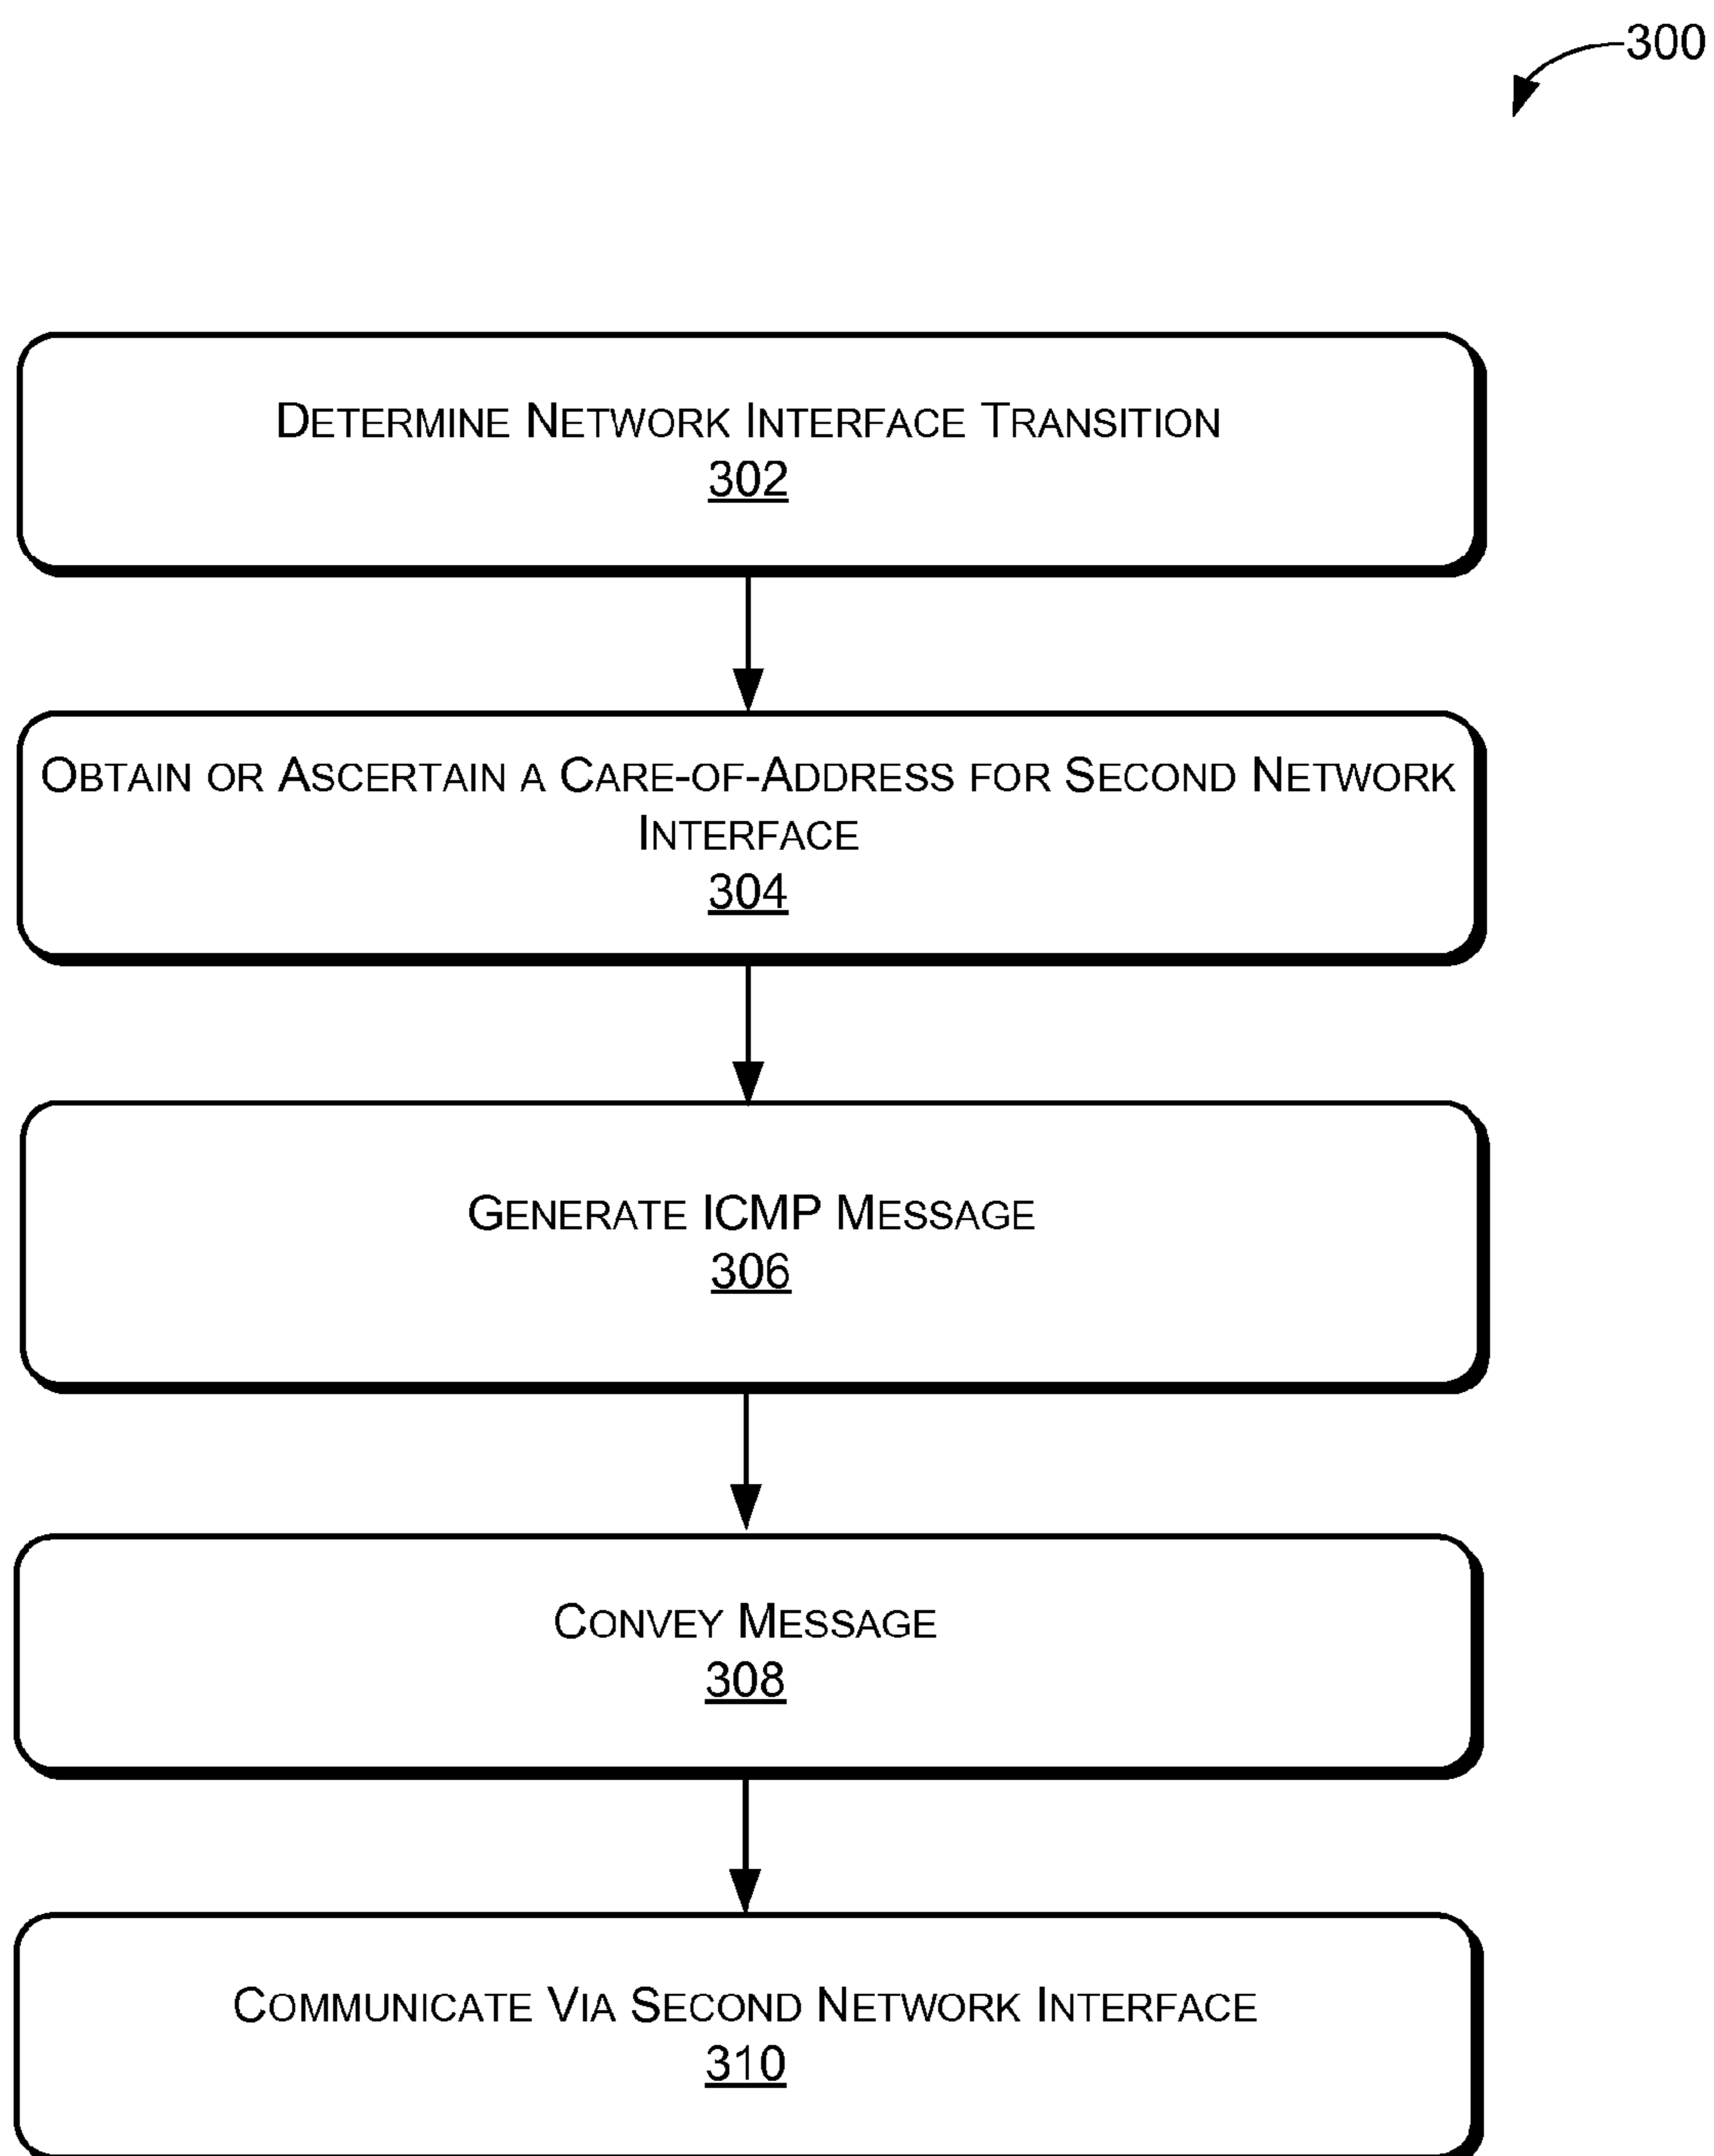 300
Determine Network Interface Transition
302
Obtain or Ascertain a Care-of-Address for Second Network
Interface
304
Generate ICMP Message
306
Convey Message
308
Communicate Via Second Network Interface
310